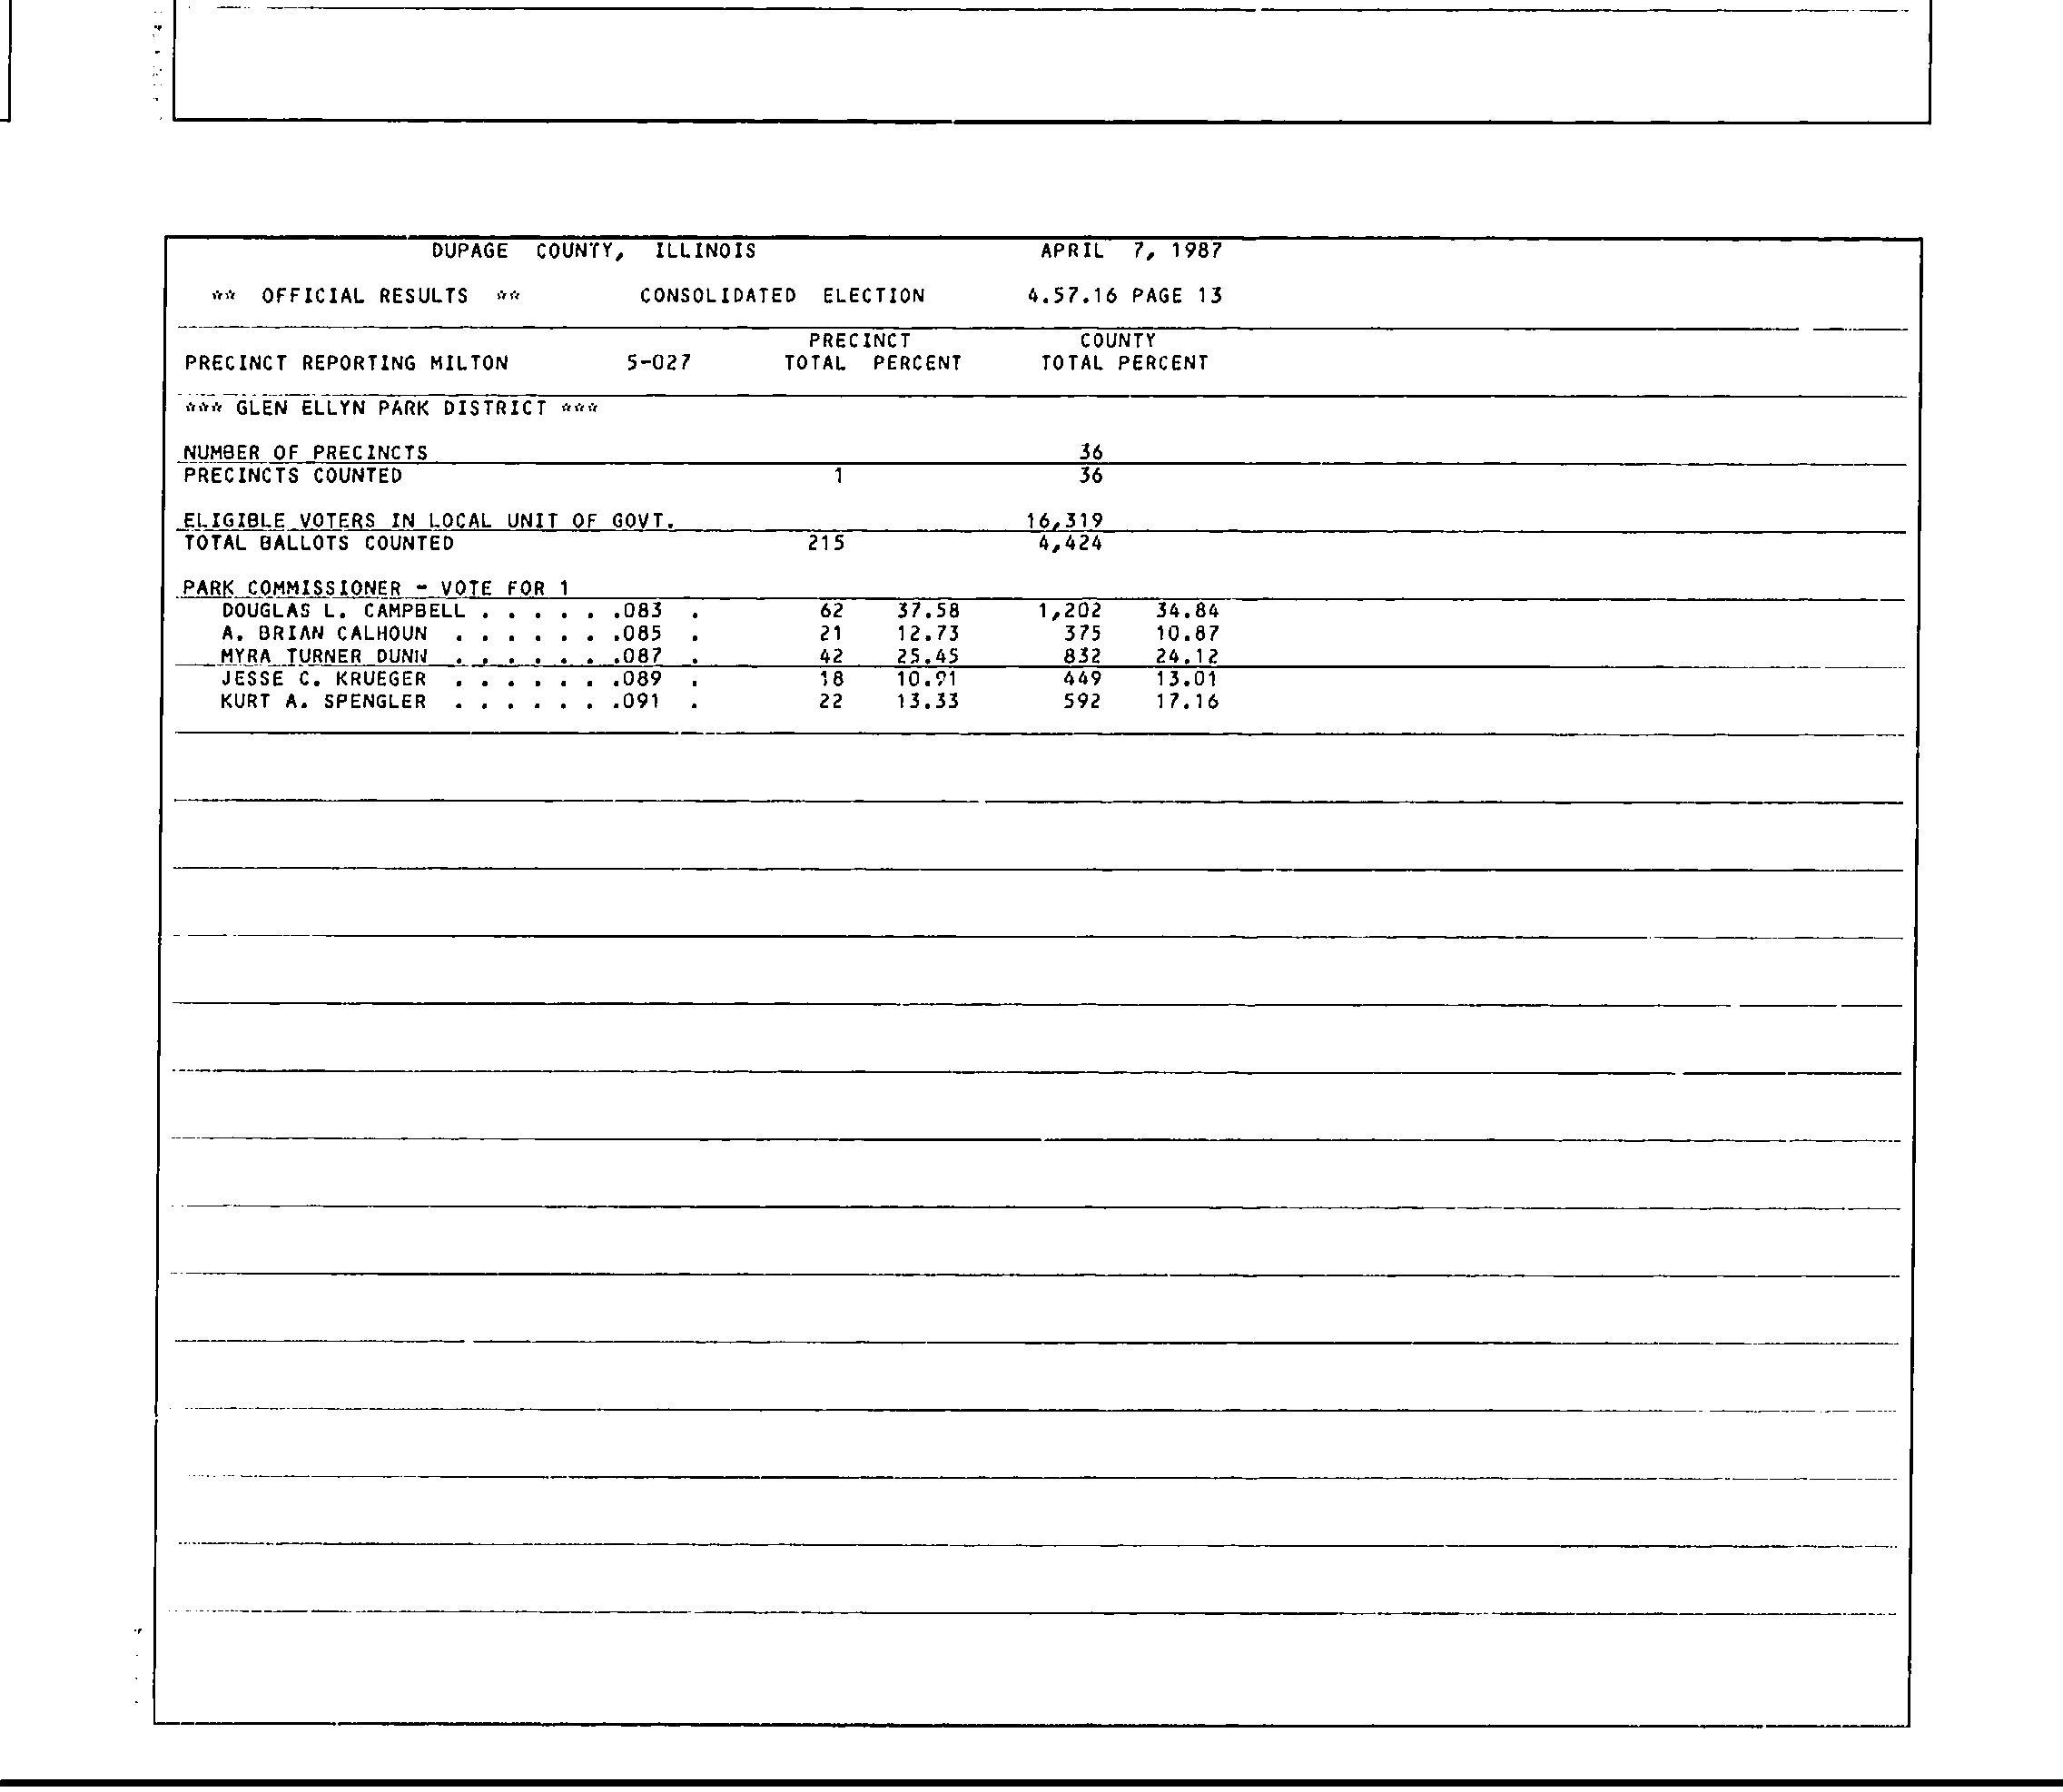 DUPAGE COUNTY, ILLINOIS APRIL 7, 1987
** OFFICIAL RESULTS ** CONSOLIDATED ELECTION 4.57.16 PAGE 13
PRECINCT COUNTY
PRECINCT REPORTING MILTON 5-027 TOTAL PERCENT TOTAL PERCENT
*** GLEN ELLYN PARK DISTRICT ***
NUMBER OF PRECINCTS 36
PRECINCTS COUNTED 1 36
ELIGIBLE VOTERS IN LOCAL UNIT OF GOVT. 16,319
TOTAL BALLOTS COUNTED 215 4,424
PARK COMMISSIONER - VOTE FOR 1
DOUGLAS L. CAMPBELL . . . . . .083 . 62 37.58 1,202 34.84
A. BRIAN CALHOUN . . . . . . .085 . 21 12.73 375 10.87
MYRA TURNER DUNN . . . . . . .087 . 42 25.45 832 24.12
JESSE C. KRUEGER . . . . . . .089 . 18 10.91 449 13.01
KURT A. SPENGLER . . . . . . .091 . 22 13.33 592 17.16